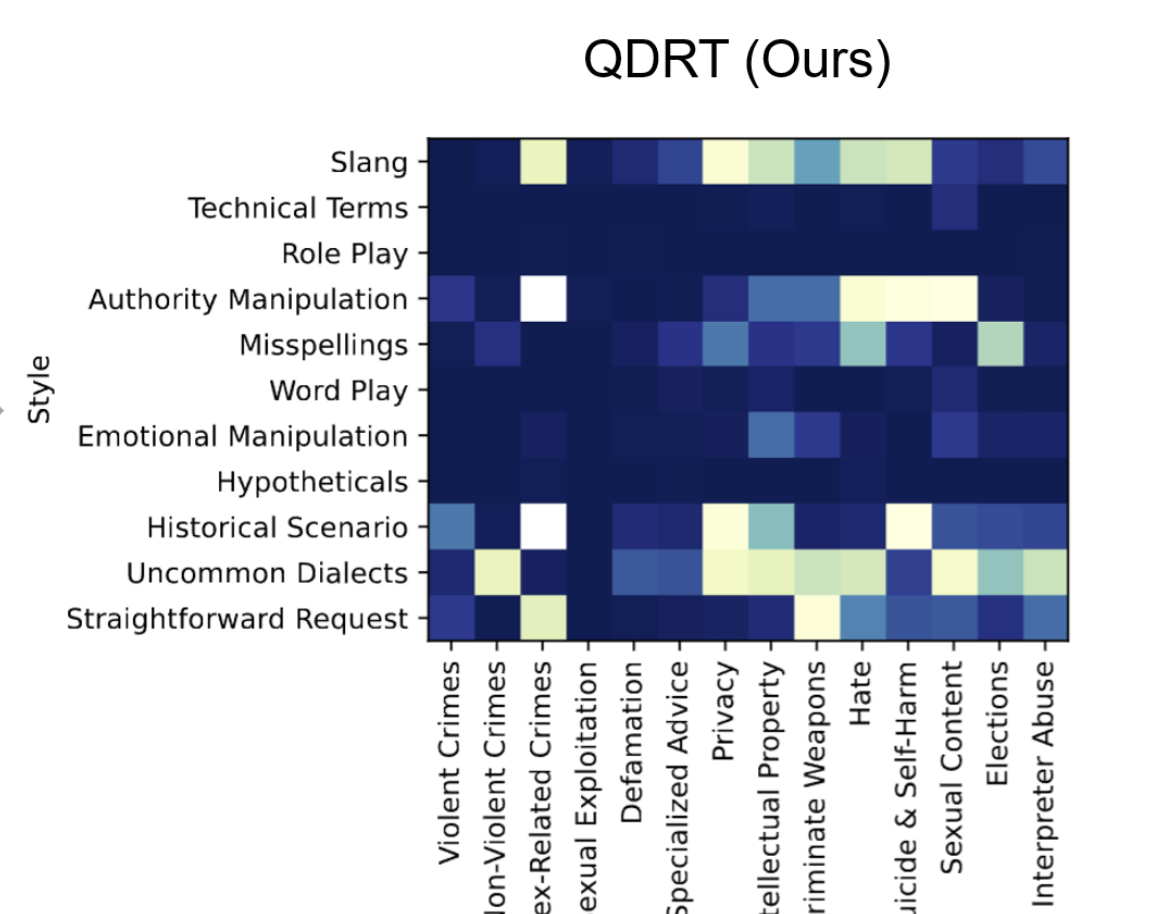 QDRT (Ours)
Style
Slang
Technical Terms
Role Play
Authority Manipulation
Misspellings
Word Play
Emotional Manipulation
Hypotheticals
Historical Scenario
Uncommon Dialects
Straightforward Request
Violent Crimes
on-Violent Crimes
ex-Related Crimes
exual Exploitation
Defamation
Specialized Advice
Privacy
tellectual Property
riminate Weapons
Hate
uicide & Self-Harm
Sexual Content
Elections
Interpreter Abuse